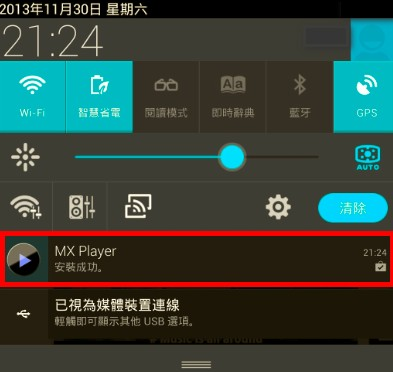 2013年11月30日 星期六
21:24
Wi-Fi
智慧省電
閱讀模式
即時辭典
藍牙
GPS
AUTO
清除
MX Player
21:24
安裝成功。
已視為媒體裝置連線
輕觸即可顯示其他 USB 選項。